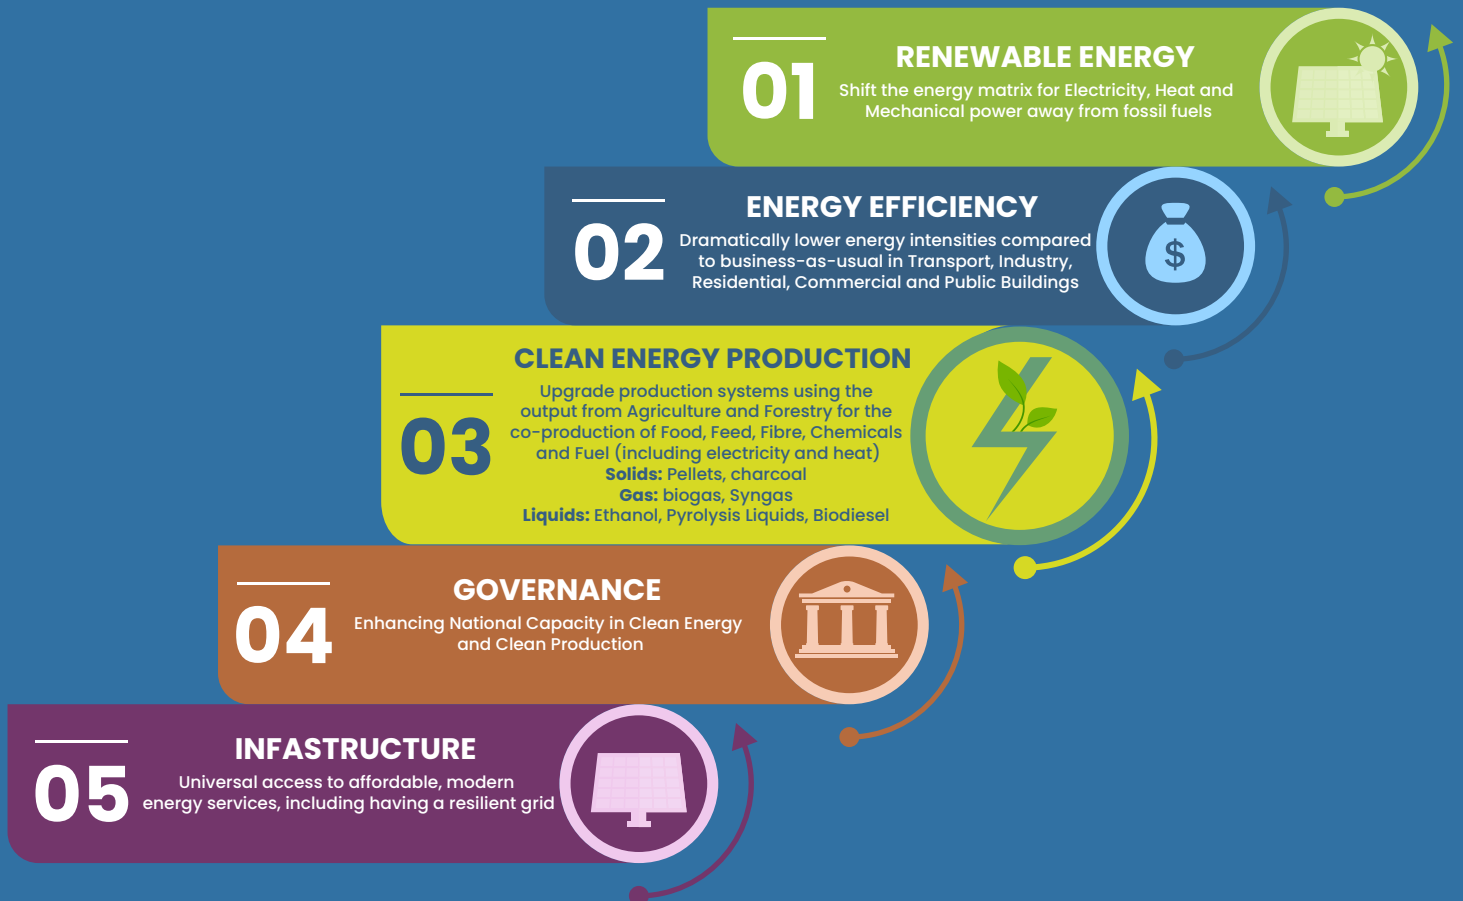 01
RENEWABLE ENERGY
Shift the energy matrix for Electricity, Heat and
Mechanical power away from fossil fuels
02
ENERGY EFFICIENCY
Dramatically lower energy intensities compared
to business-as-usual in Transport, Industry,
Residential, Commercial and Public Buildings
$
03
CLEAN ENERGY PRODUCTION
Upgrade production systems using the
output from Agriculture and Forestry for the
co-production of Food, Feed, Fibre, Chemicals
and Fuel (including electricity and heat)
Solids: Pellets, charcoal
Gas: biogas, Syngas
Liquids: Ethanol, Pyrolysis Liquids, Biodiesel
04
GOVERNANCE
Enhancing National Capacity in Clean Energy
and Clean Production
05
INFASTRUCTURE
Universal access to affordable, modern
energy services, including having a resilient grid